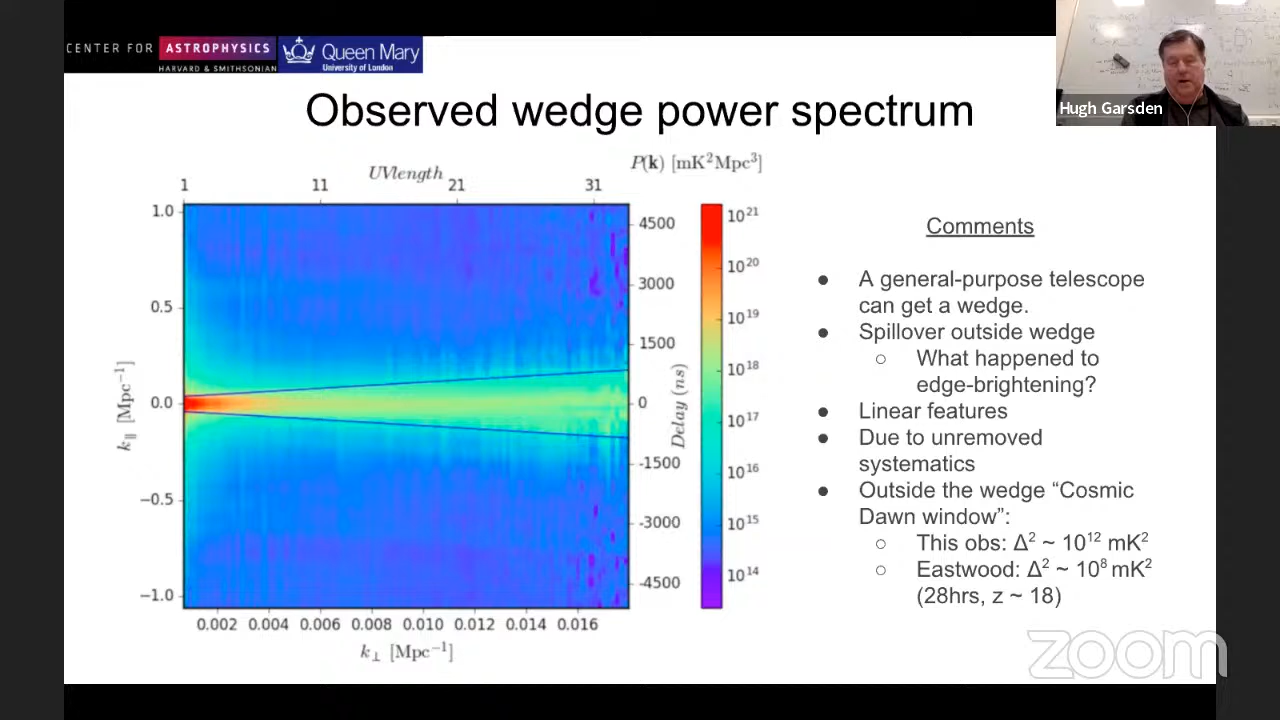 CENTER FOR ASTROPHYSICS
HARVARD & SMITHSONIAN
Queen Mary
University of London
Hugh Garsden
Observed wedge power spectrum
UVlength
P(k) [mK²Mpc³]
1 11 21 31
1.0
0.5
0.0
−0.5
−1.0
k∥ [Mpc⁻¹]
4500
3000
1500
0
-1500
-3000
-4500
Delay (ns)
10²¹
10²⁰
10¹⁹
10¹⁸
10¹⁷
10¹⁶
10¹⁵
10¹⁴
0.002 0.004 0.006 0.008 0.010 0.012 0.014 0.016
k⊥ [Mpc⁻¹]
Comments
● A general-purpose telescope
can get a wedge.
● Spillover outside wedge
○ What happened to
edge-brightening?
● Linear features
● Due to unremoved
systematics
● Outside the wedge “Cosmic
Dawn window”:
○ This obs: Δ² ~ 10¹² mK²
○ Eastwood: Δ² ~ 10⁸ mK²
(28hrs, z ~ 18)
zoom